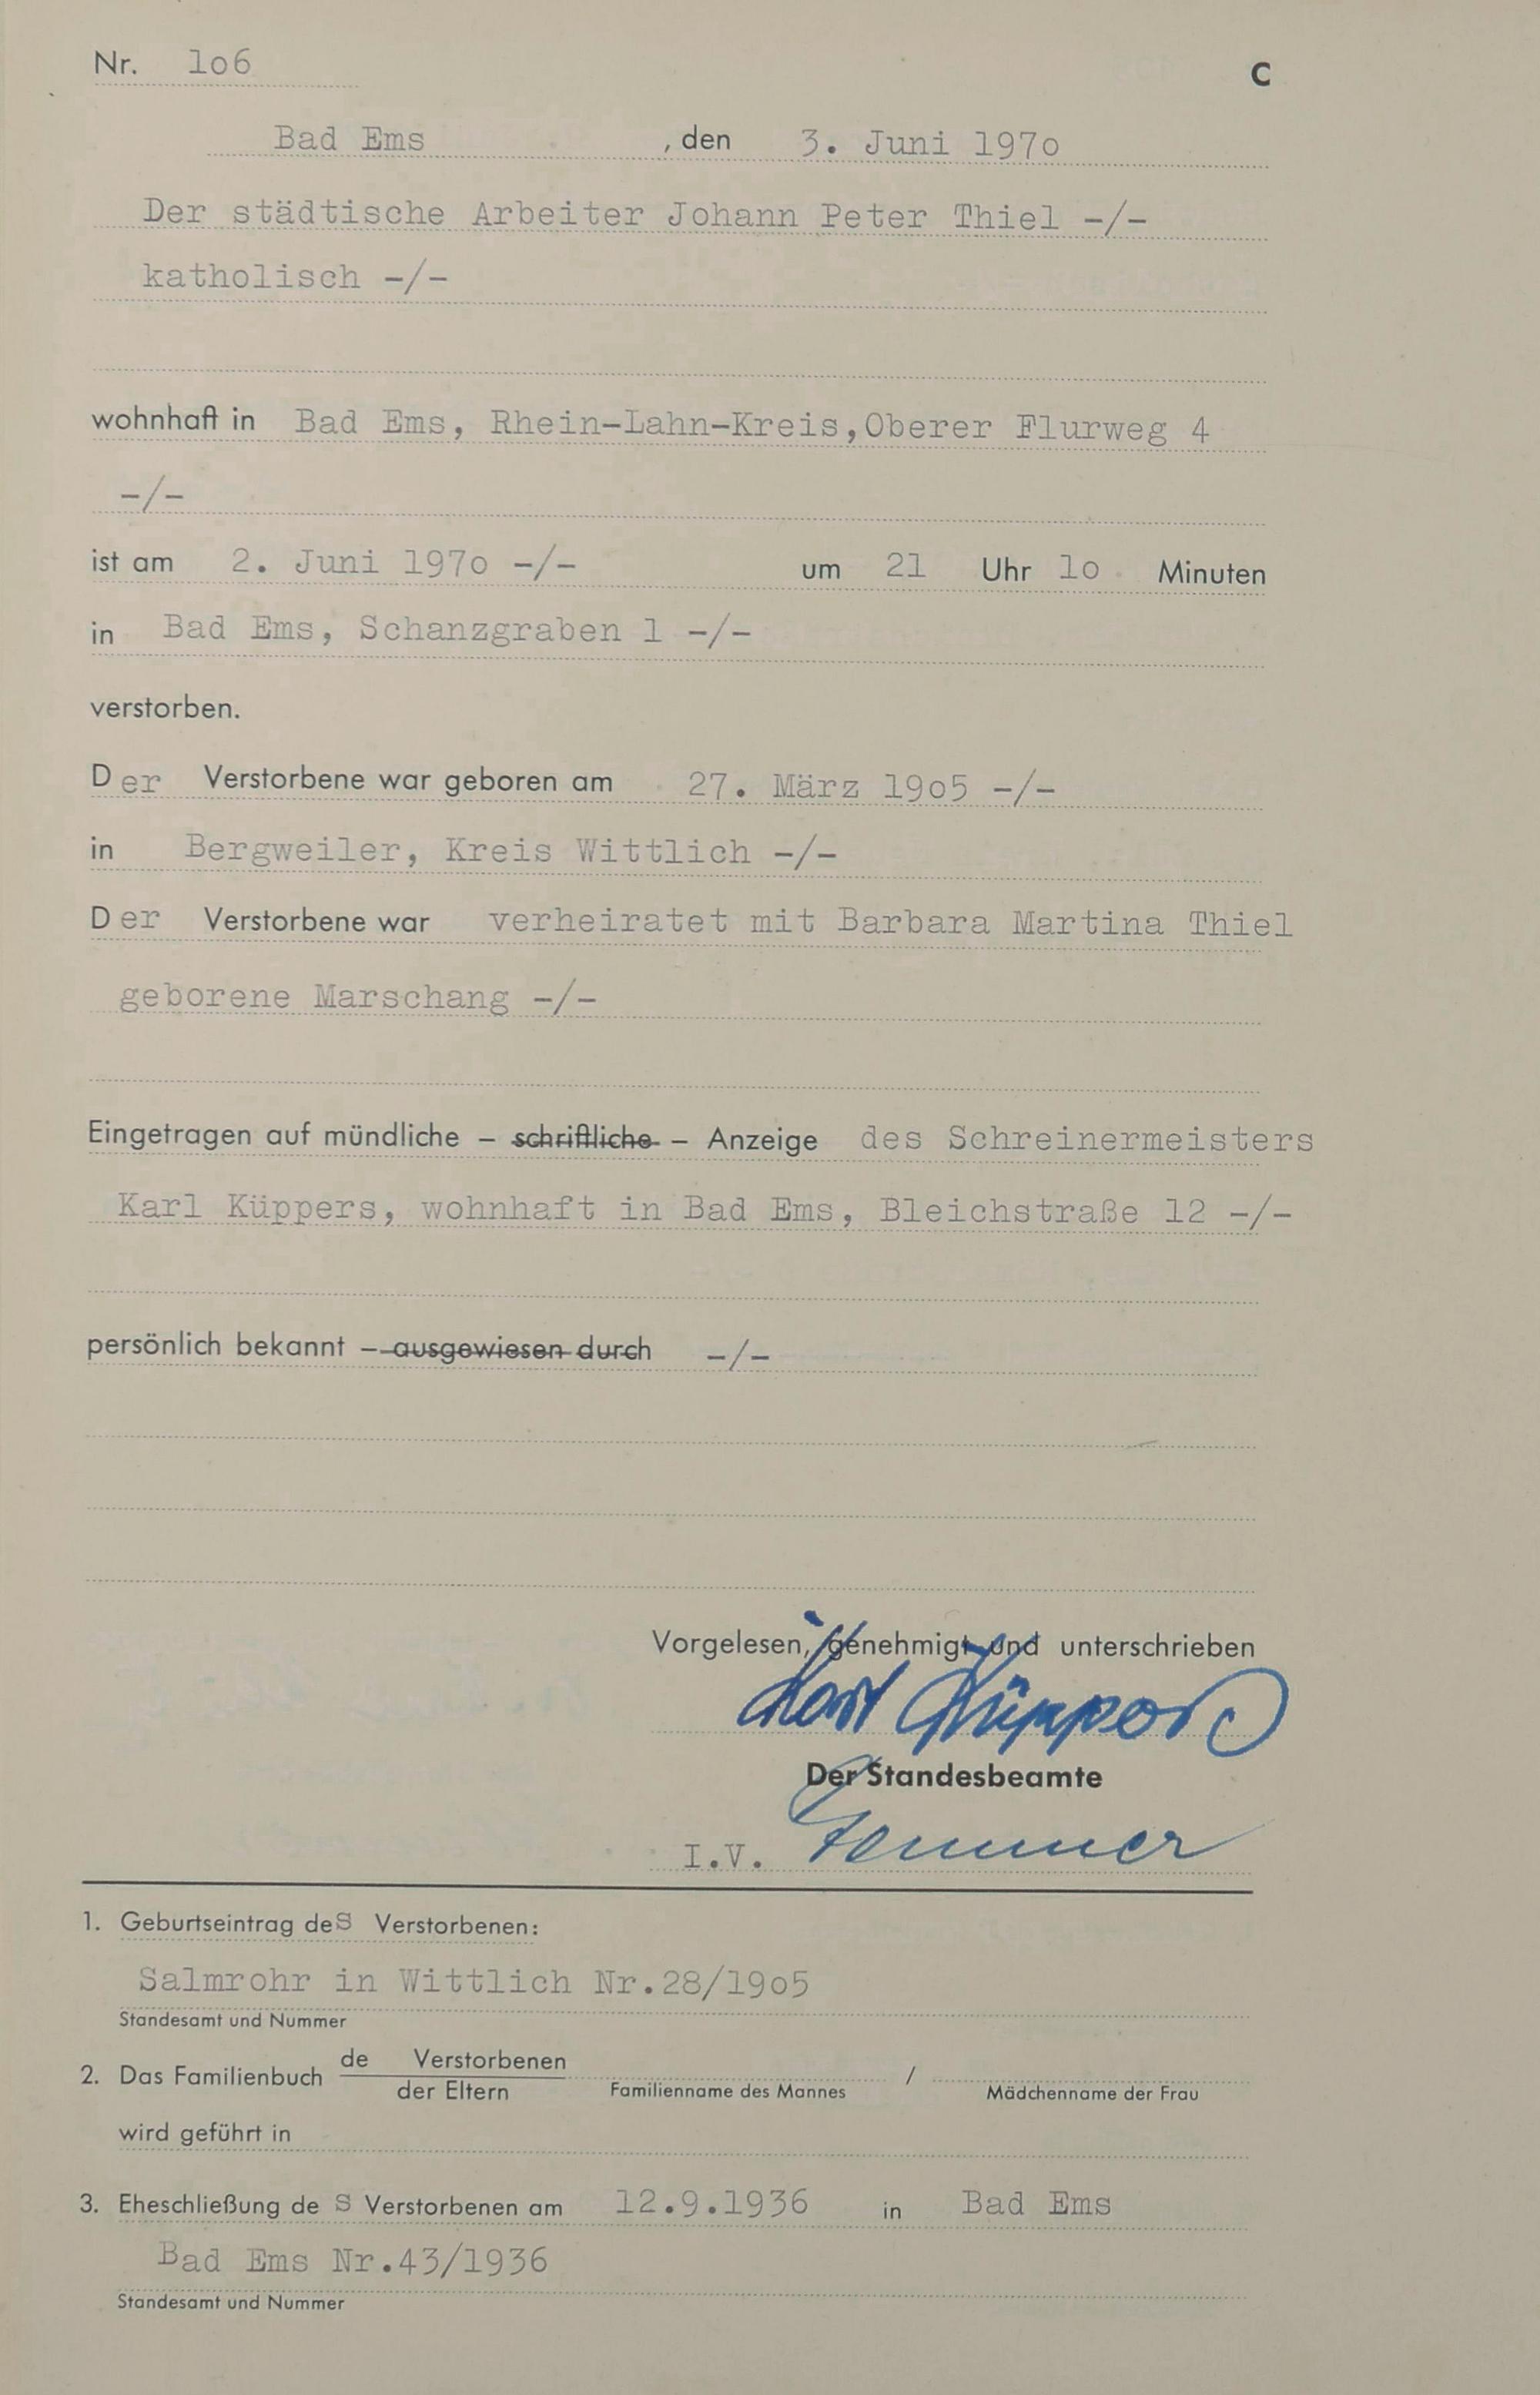 Nr. 1o6
C
Bad Ems , den 3. Juni 197o
Der städtische Arbeiter Johann Peter Thiel -/-
katholisch -/-
wohnhaft in Bad Ems, Rhein-Lahn-Kreis,Oberer Flurweg 4
-/-
ist am 2. Juni 197o -/- um 21 Uhr 1o Minuten
in Bad Ems, Schanzgraben 1 -/-
verstorben.
Der Verstorbene war geboren am 27. März 19o5 -/-
in Bergweiler, Kreis Wittlich -/-
Der Verstorbene war verheiratet mit Barbara Martina Thiel
geborene Marschang -/-
Eingetragen auf mündliche – schriftliche – Anzeige des Schreinermeisters
Karl Küppers, wohnhaft in Bad Ems, Bleichstraße 12 -/-
persönlich bekannt – ausgewiesen durch -/-
Vorgelesen, genehmigt und unterschrieben
Karl Küppers
Der Standesbeamte
I.V.
1. Geburtseintrag des Verstorbenen:
Salmrohr in Wittlich Nr.28/19o5
Standesamt und Nummer
2. Das Familienbuch de Verstorbenen
der Eltern Familienname des Mannes / Mädchenname der Frau
wird geführt in
3. Eheschließung de S Verstorbenen am 12.9.1936 in Bad Ems
Bad Ems Nr.43/1936
Standesamt und Nummer